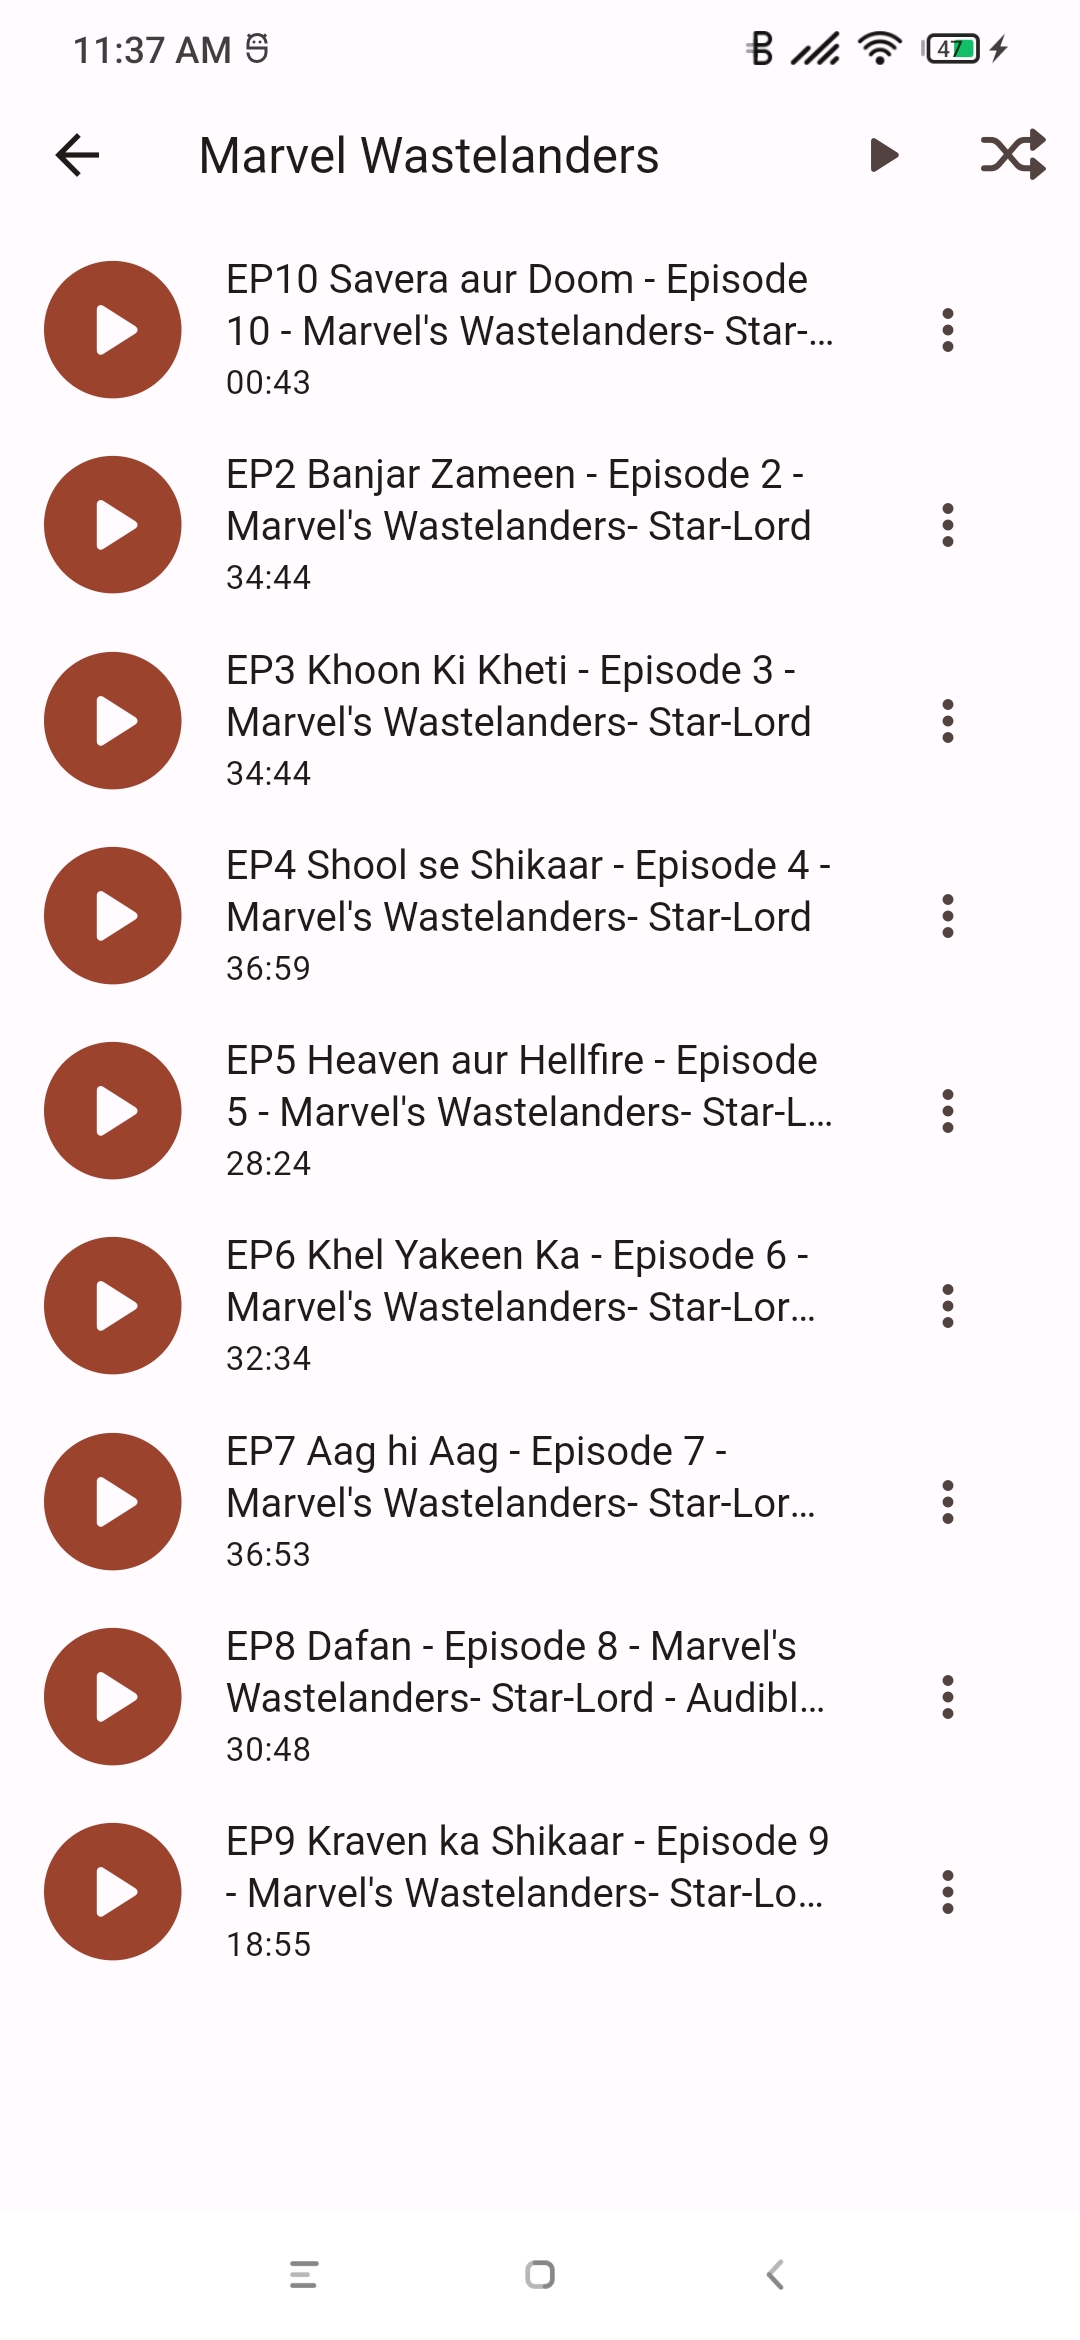 11:37 AM
47
Marvel Wastelanders
EP10 Savera aur Doom - Episode
10 - Marvel's Wastelanders- Star-...
00:43
EP2 Banjar Zameen - Episode 2 -
Marvel's Wastelanders- Star-Lord
34:44
EP3 Khoon Ki Kheti - Episode 3 -
Marvel's Wastelanders- Star-Lord
34:44
EP4 Shool se Shikaar - Episode 4 -
Marvel's Wastelanders- Star-Lord
36:59
EP5 Heaven aur Hellfire - Episode
5 - Marvel's Wastelanders- Star-L...
28:24
EP6 Khel Yakeen Ka - Episode 6 -
Marvel's Wastelanders- Star-Lor...
32:34
EP7 Aag hi Aag - Episode 7 -
Marvel's Wastelanders- Star-Lor...
36:53
EP8 Dafan - Episode 8 - Marvel's
Wastelanders- Star-Lord - Audibl...
30:48
EP9 Kraven ka Shikaar - Episode 9
- Marvel's Wastelanders- Star-Lo...
18:55